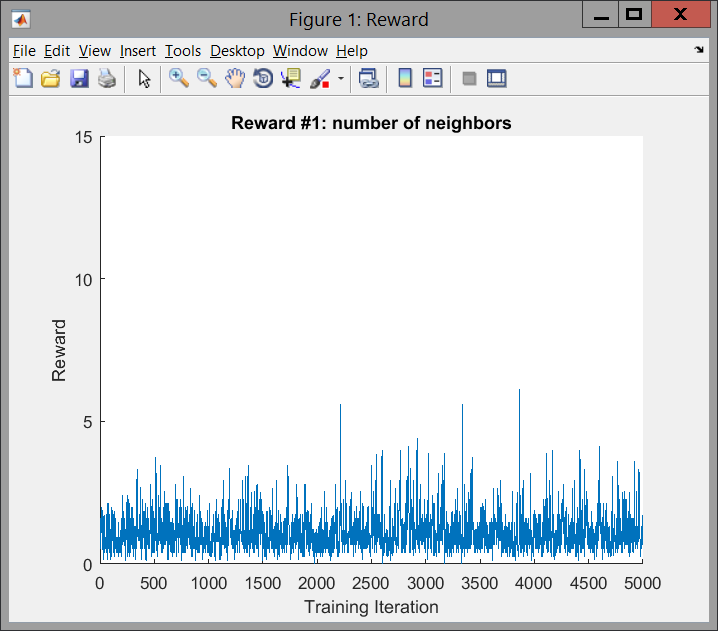 Figure 1: Reward
File Edit View Insert Tools Desktop Window Help
Reward #1: number of neighbors
15
10
5
0
Reward
0 500 1000 1500 2000 2500 3000 3500 4000 4500 5000
Training Iteration